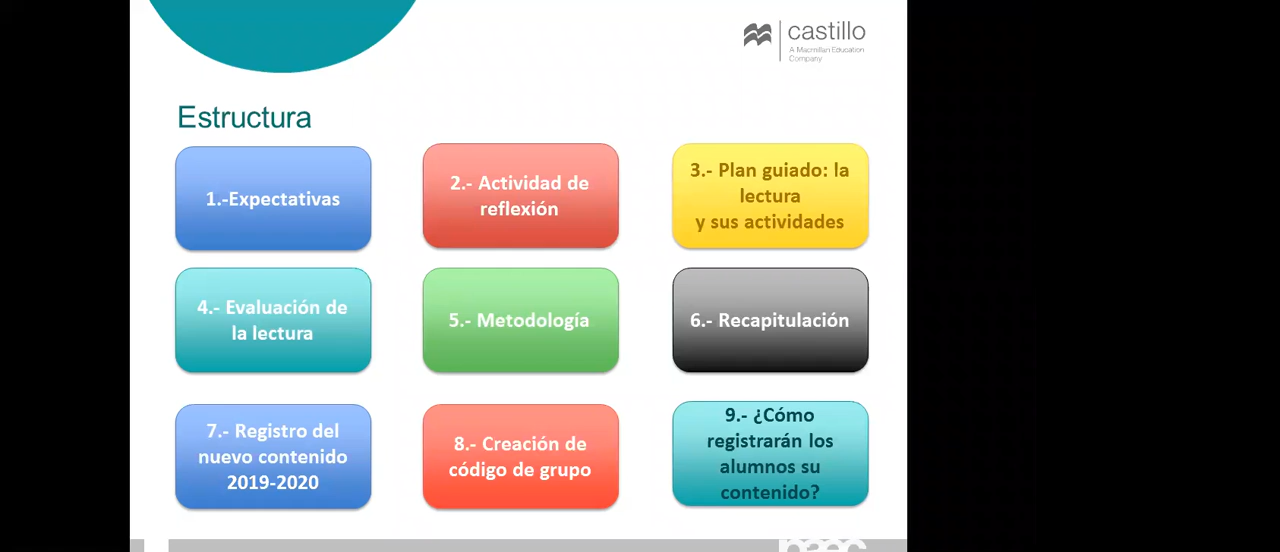 castillo
A Macmillan Education
Company
Estructura
1.-Expectativas
2.- Actividad de
reflexión
3.- Plan guiado: la
lectura
y sus actividades
4.- Evaluación de
la lectura
5.- Metodología
6.- Recapitulación
7.- Registro del
nuevo contenido
2019-2020
8.- Creación de
código de grupo
9.- ¿Cómo
registrarán los
alumnos su
contenido?